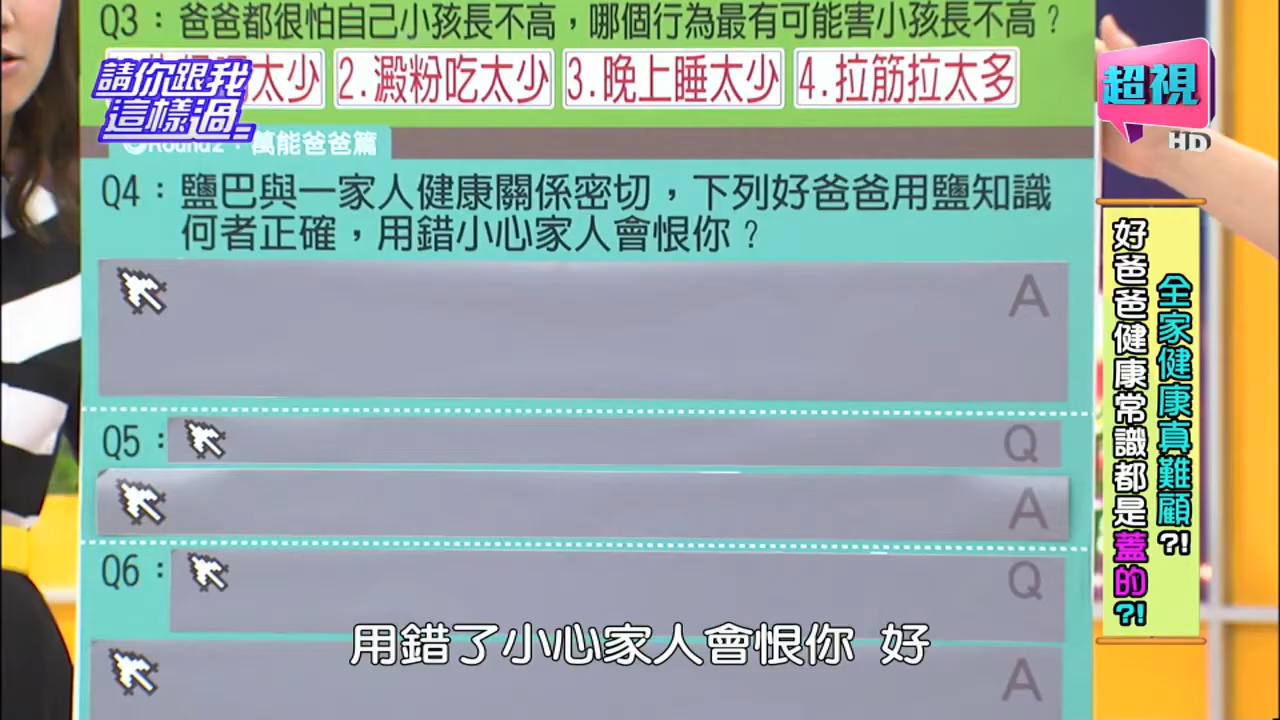 Q3：爸爸都很怕自己小孩長不高，哪個行為最有可能害小孩長不高？
太少
2.澱粉吃太少
3.晚上睡太少
4.拉筋拉太多
請你跟我
這樣過
超視
HD
Round2：萬能爸爸篇
Q4：鹽巴與一家人健康關係密切，下列好爸爸用鹽知識
何者正確，用錯小心家人會恨你？
A
Q5：
Q
A
Q6：
Q
A
全家健康真難顧?!
好爸爸健康常識都是蓋的?!
用錯了小心家人會恨你 好